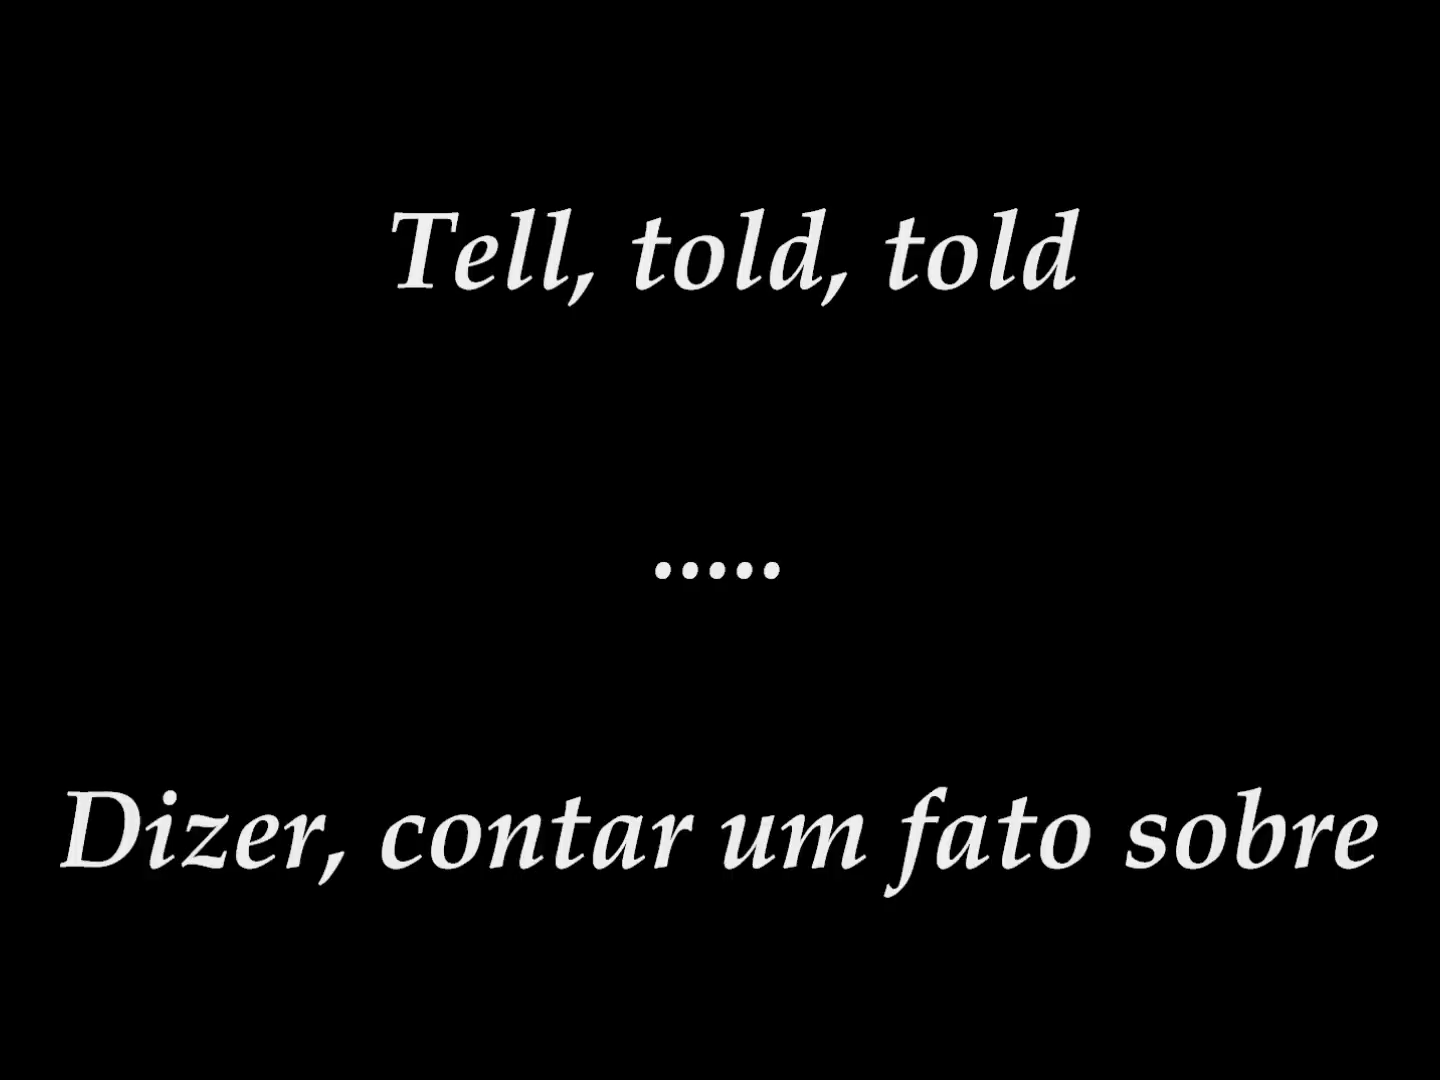 Tell, told, told
.....
Dizer, contar um fato sobre